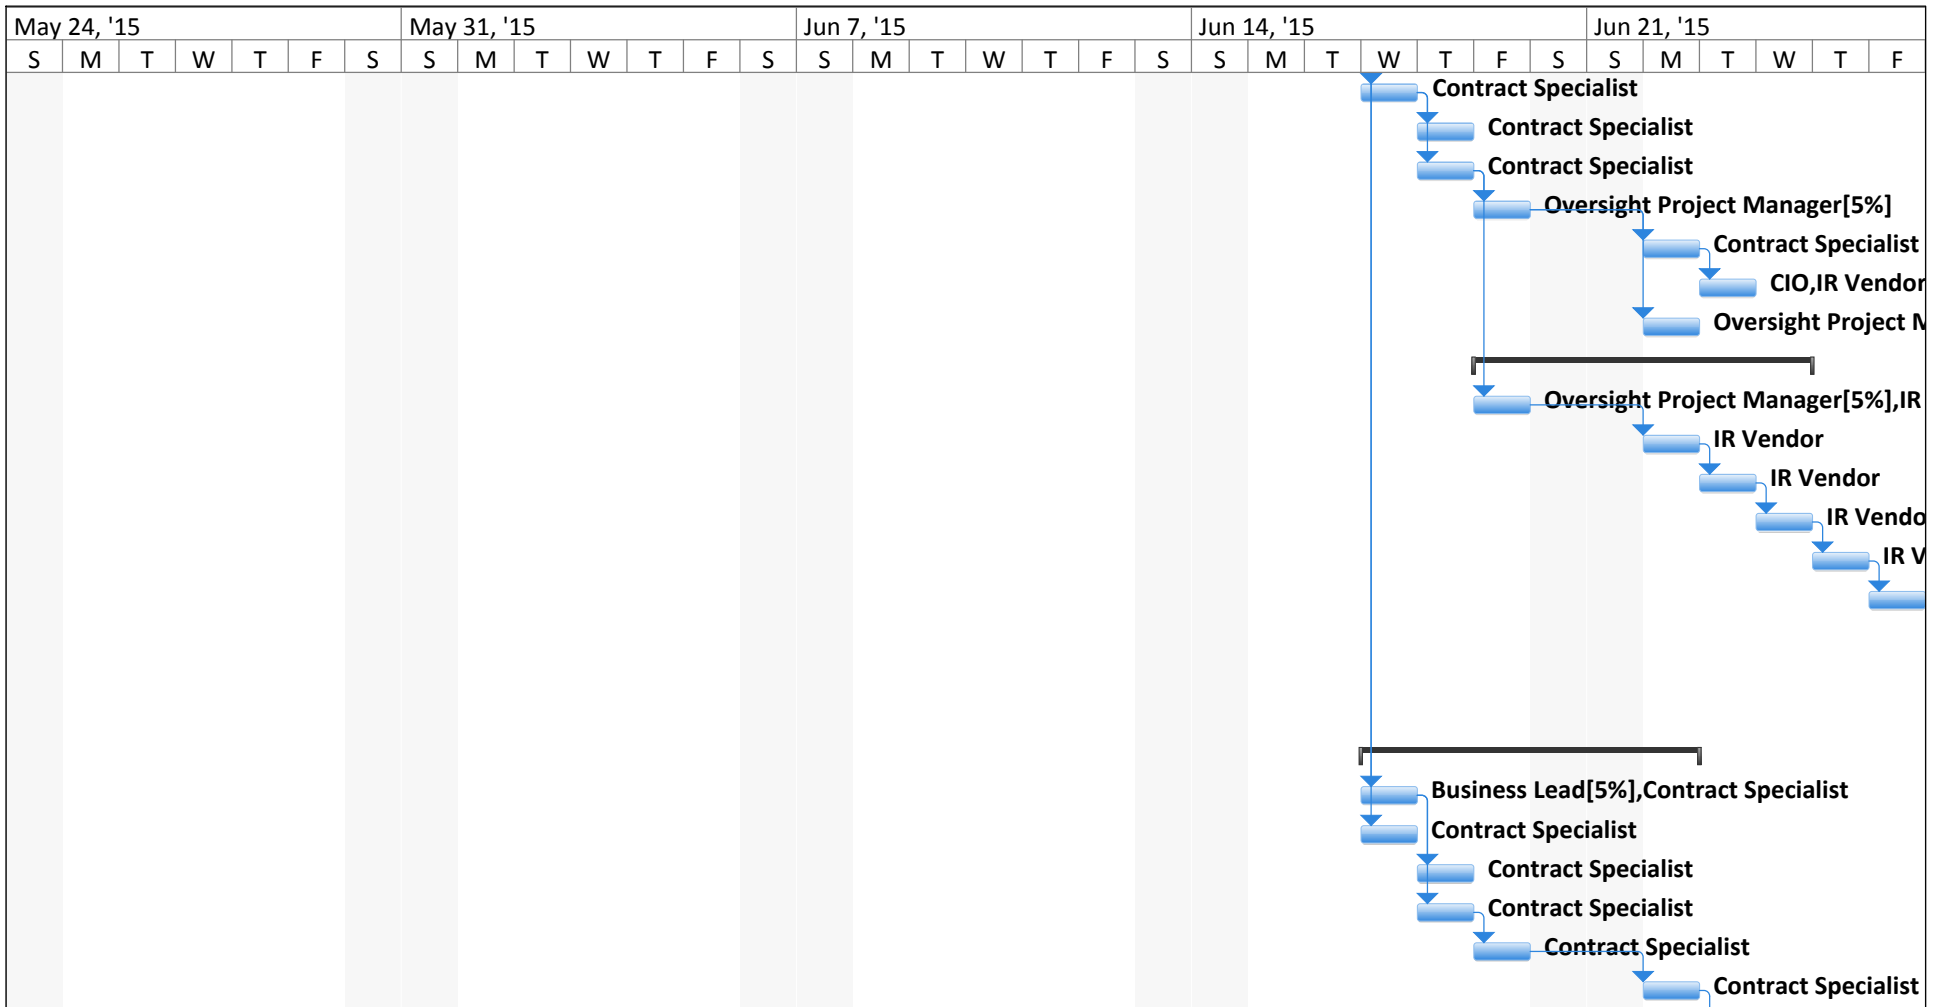 May 24, '15 May 31, '15 Jun 7, '15 Jun 14, '15 Jun 21, '15
S M T W T F S S M T W T F S S M T W T F S S M T W T F S S M T W T F
Contract Specialist
Contract Specialist
Contract Specialist
Oversight Project Manager[5%]
Contract Specialist
CIO,IR Vendor
Oversight Project M
Oversight Project Manager[5%],IR
IR Vendor
IR Vendor
IR Vendo
IR V
Business Lead[5%],Contract Specialist
Contract Specialist
Contract Specialist
Contract Specialist
Contract Specialist
Contract Specialist